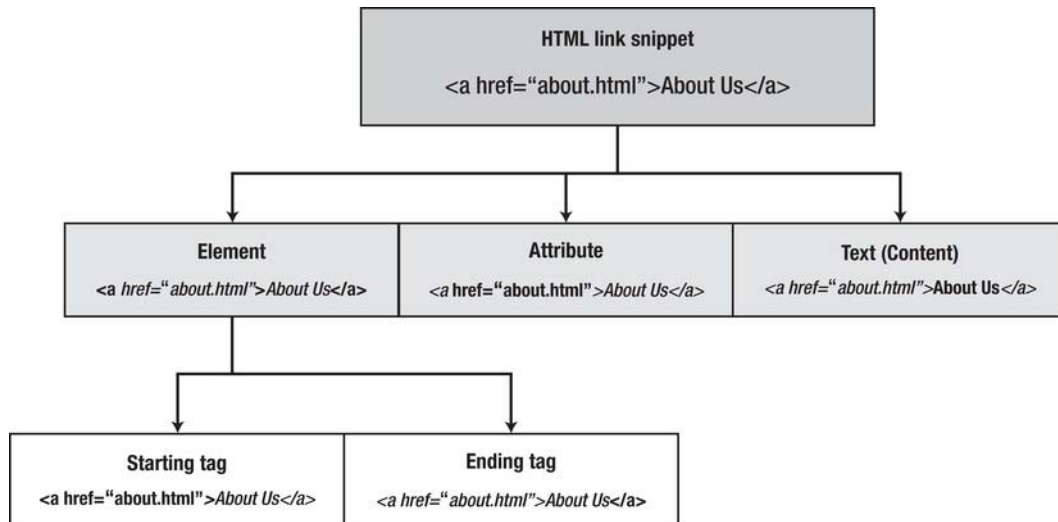 HTML link snippet
<a href=“about.html”>About Us</a>
Element
<a href=“about.html”>About Us</a>
Attribute
<a href=“about.html”>About Us</a>
Text (Content)
<a href=“about.html”>About Us</a>
Starting tag
<a href=“about.html”>About Us</a>
Ending tag
<a href=“about.html”>About Us</a>